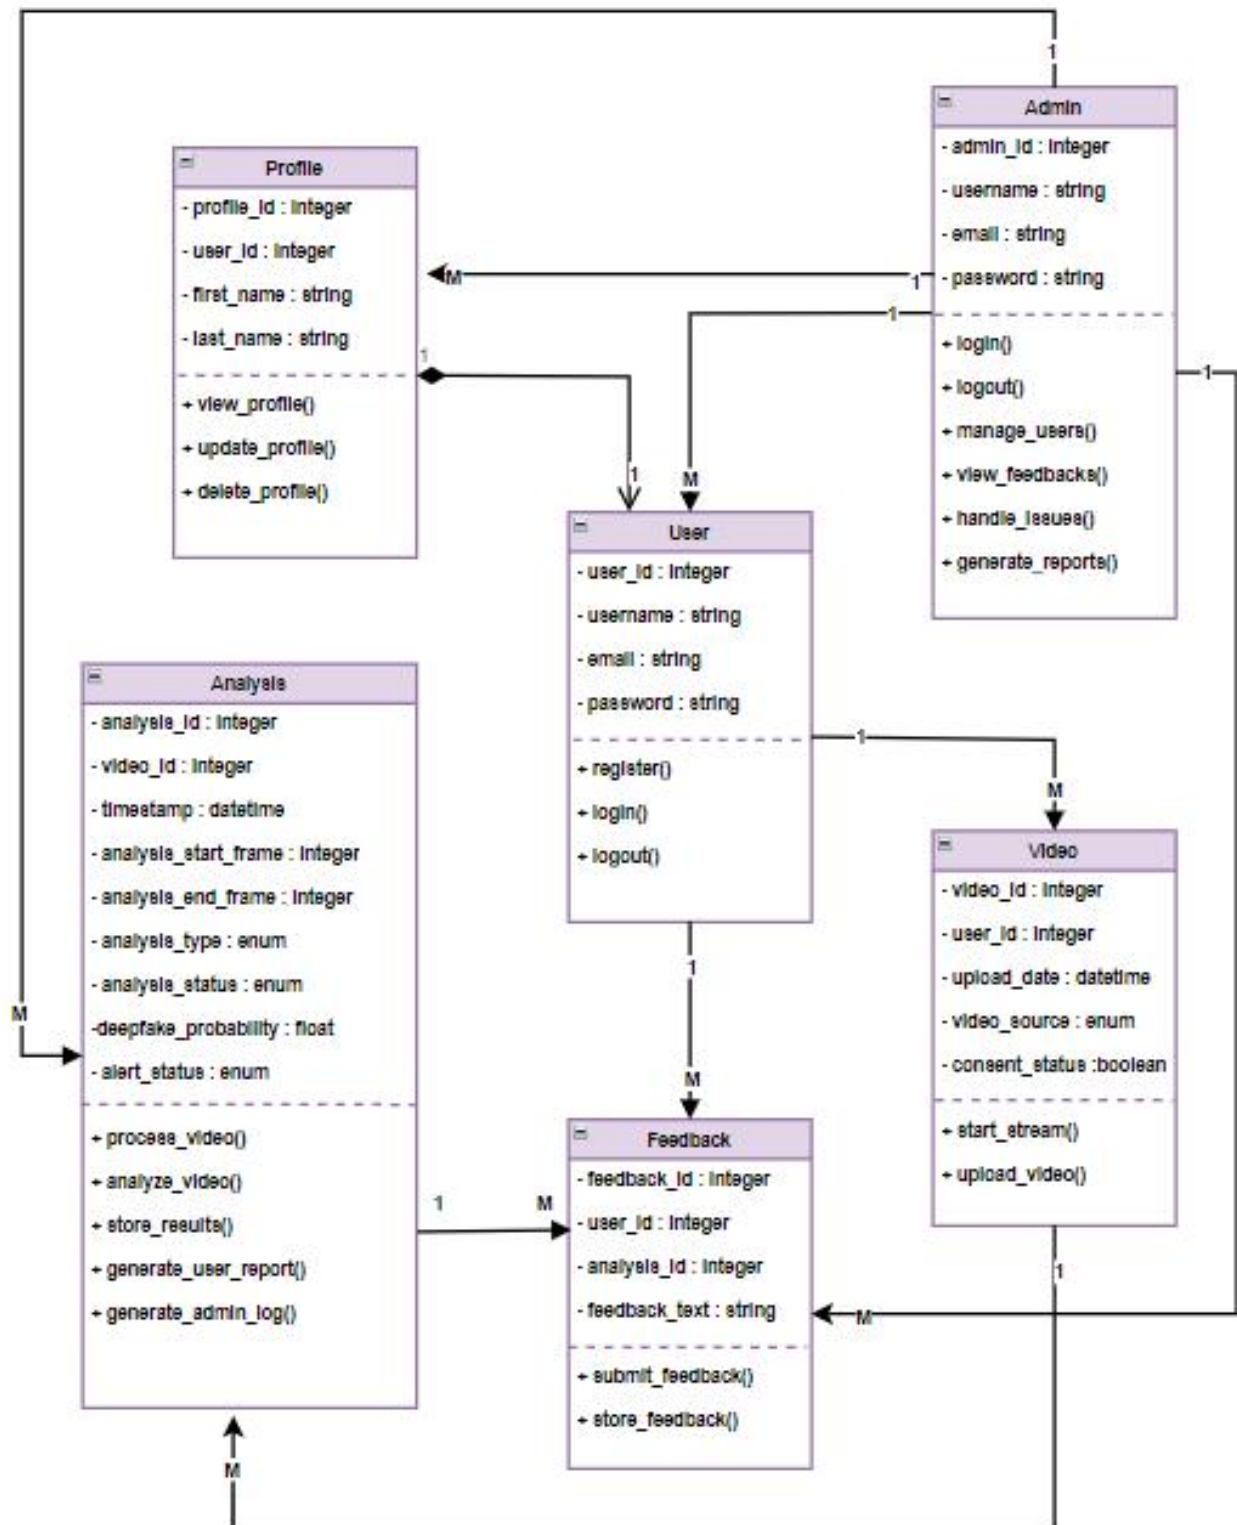 1
Admin
- admin_id : integer
- username : string
- email : string
- password : string
+ login()
+ logout()
+ manage_users()
+ view_feedbacks()
+ handle_issues()
+ generate_reports()
Profile
- profile_id : integer
- user_id : integer
- first_name : string
- last_name : string
+ view_profile()
+ update_profile()
+ delete_profile()
M
1
1
1
1
1
M
User
- user_id : integer
- username : string
- email : string
- password : string
+ register()
+ login()
+ logout()
Analysis
- analysis_id : integer
- video_id : integer
- timestamp : datetime
- analysis_start_frame : integer
- analysis_end_frame : integer
- analysis_type : enum
- analysis_status : enum
-deepfake_probability : float
- alert_status : enum
+ process_video()
+ analyze_video()
+ store_results()
+ generate_user_report()
+ generate_admin_log()
M
1
M
Video
- video_id : integer
- user_id : integer
- upload_date : datetime
- video_source : enum
- consent_status :boolean
+ start_stream()
+ upload_video()
1
M
Feedback
- feedback_id : integer
- user_id : integer
- analysis_id : integer
- feedback_text : string
+ submit_feedback()
+ store_feedback()
1
M
1
M
M